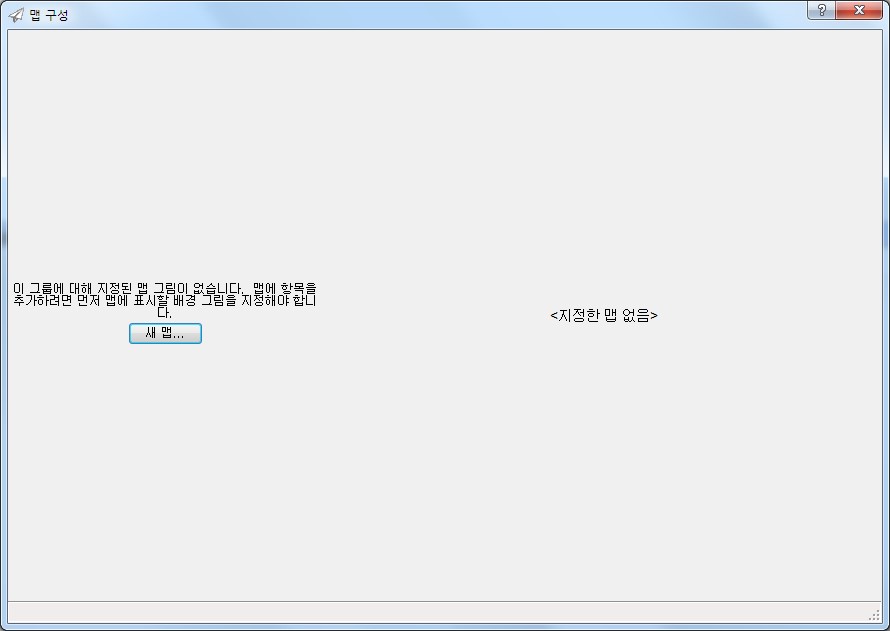 맵 구성
이 그룹에 대해 지정된 맵 그림이 없습니다.  맵에 항목을
추가하려면 먼저 맵에 표시할 배경 그림을 지정해야 합니
다.
새 맵...
<지정한 맵 없음>